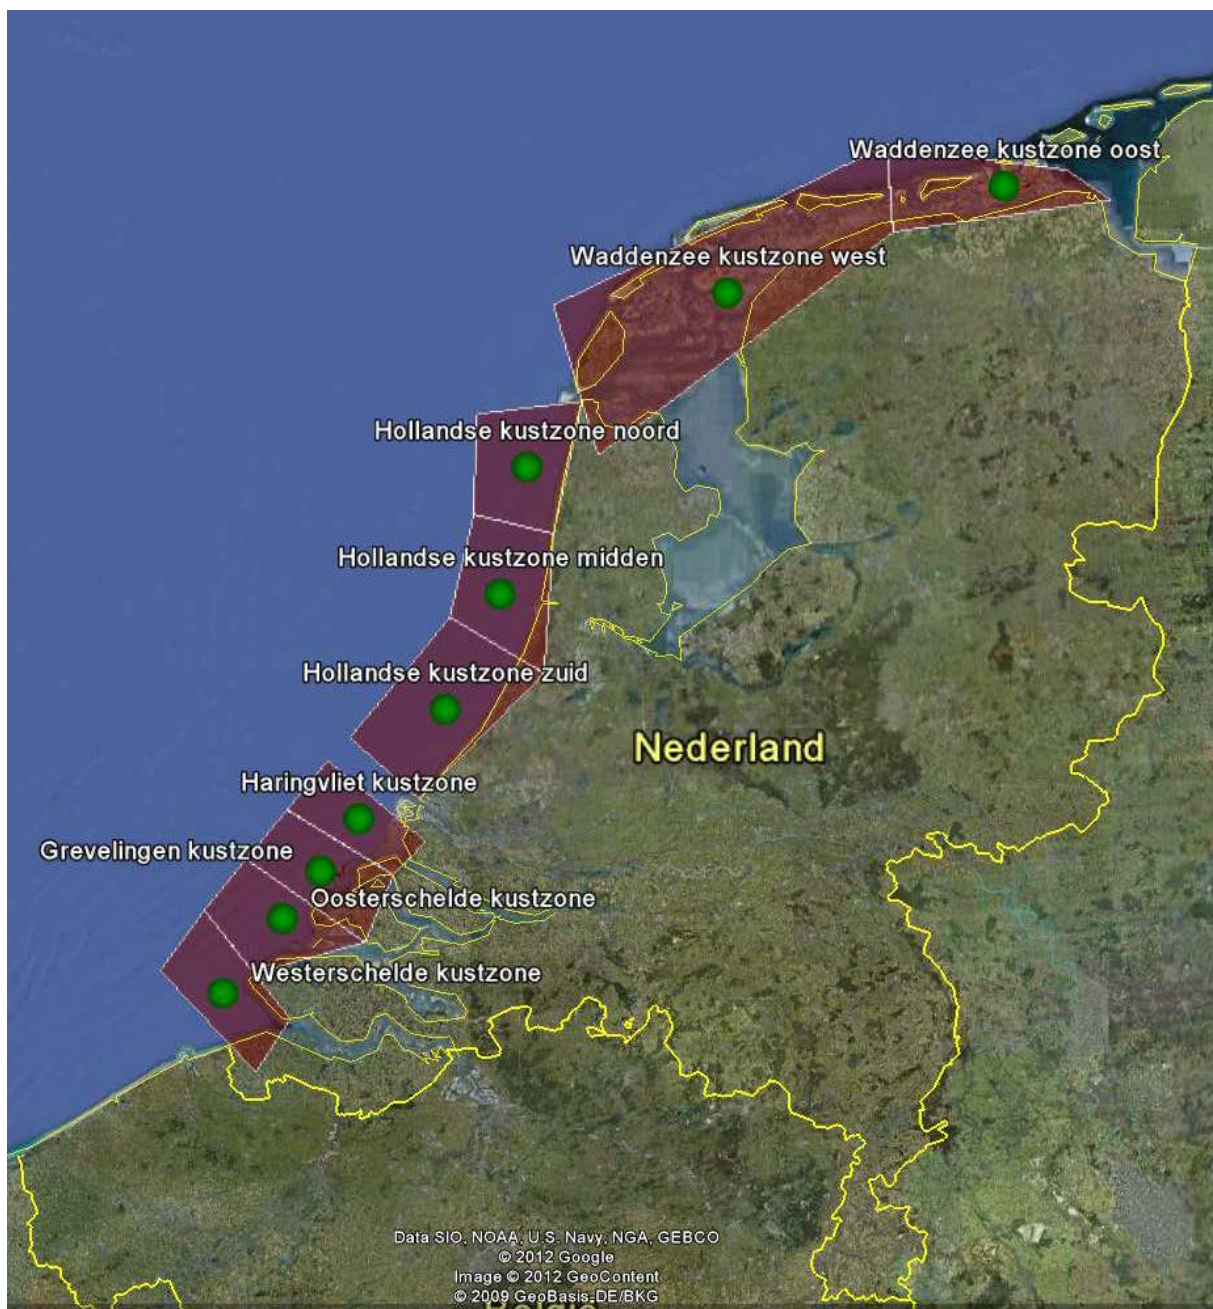 Waddenzee kustzone oost
Waddenzee kustzone west
Hollandse kustzone noord
Hollandse kustzone midden
Hollandse kustzone zuid
Nederland
Haringvliet kustzone
Grevelingen kustzone
Oosterschelde kustzone
Westerschelde kustzone
Data SIO, NOAA, U.S. Navy, NGA, GEBCO
© 2012 Google
Image © 2012 GeoContent
© 2009 GeoBasis-DE/BKG